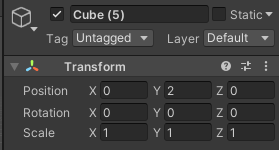 Cube (5) Static
Tag Untagged Layer Default
Transform
Position X 0 Y 2 Z 0
Rotation X 0 Y 0 Z 0
Scale X 1 Y 1 Z 1